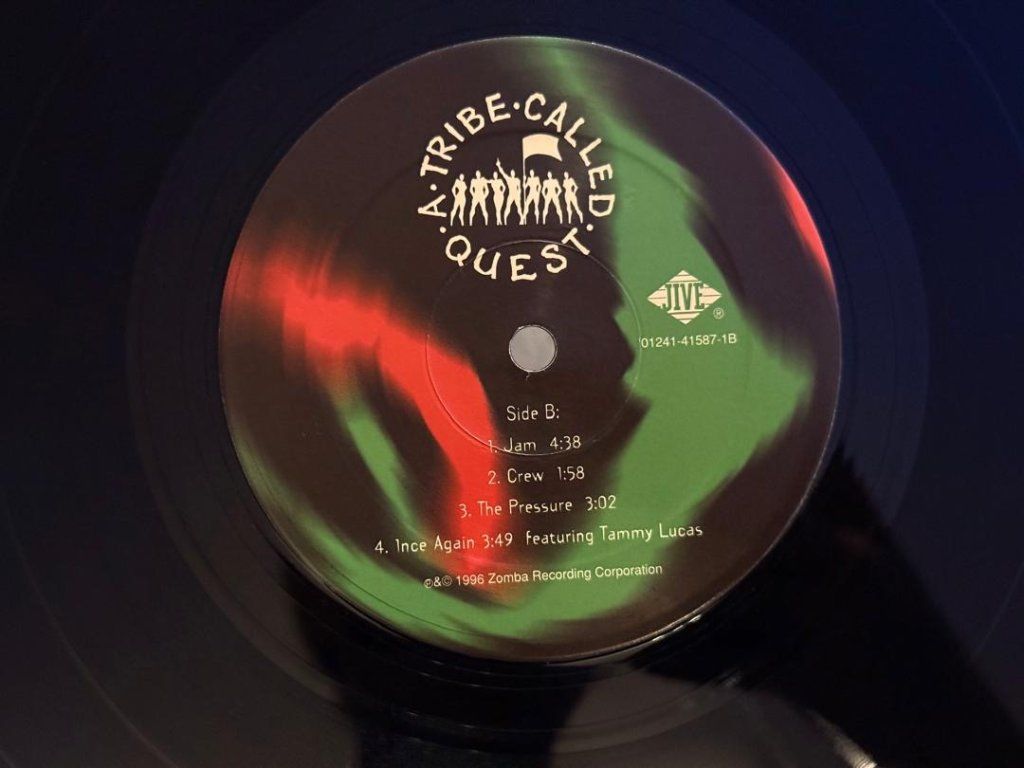 A·TRIBE·CALLED·QUEST·
JIVE ®
01241-41587-1B
Side B:
1. Jam 4:38
2. Crew 1:58
3. The Pressure 3:02
4. Ince Again 3:49 featuring Tammy Lucas
℗&© 1996 Zomba Recording Corporation